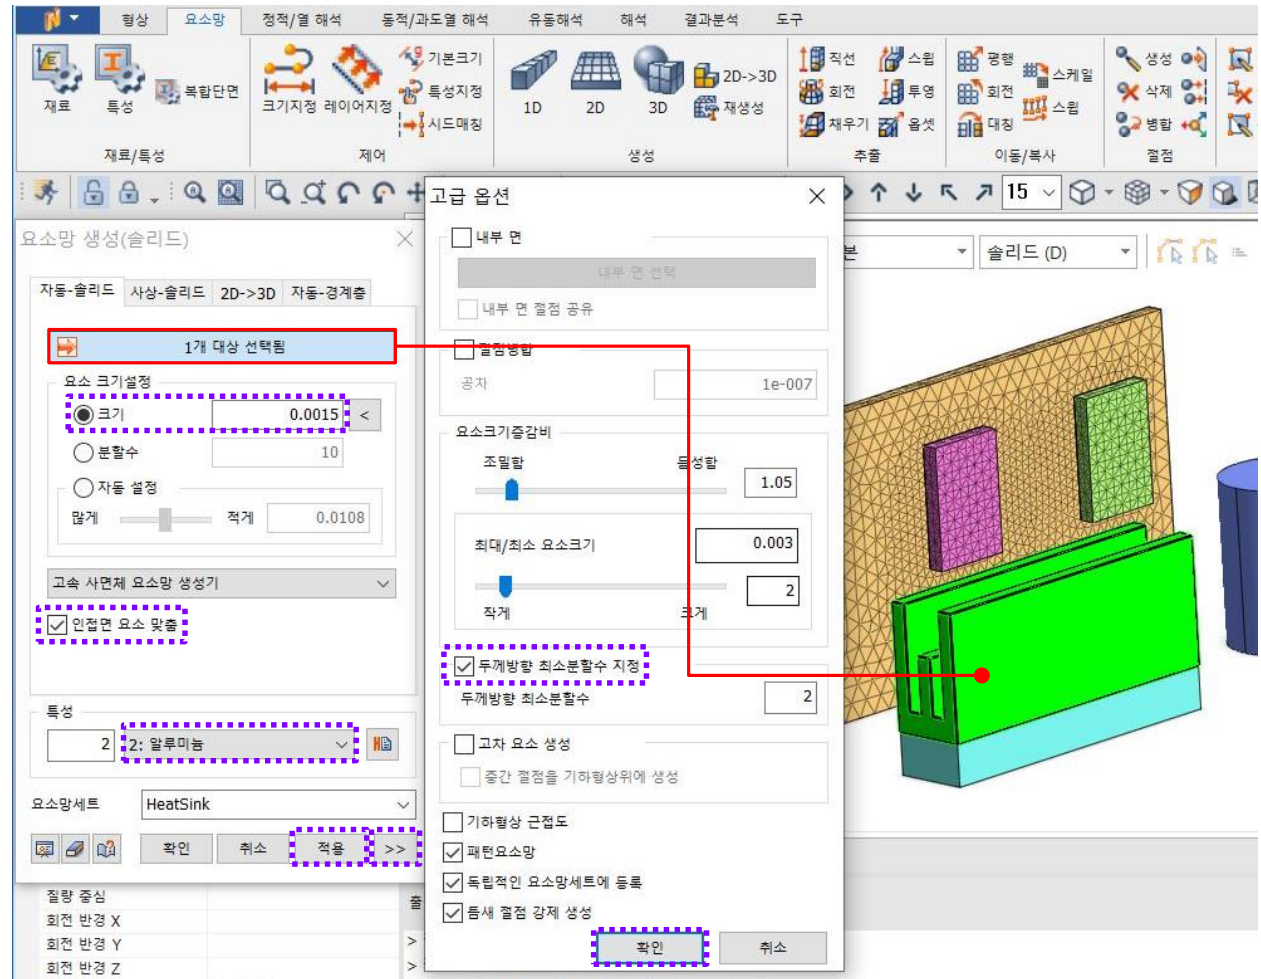 형상 요소망 정적/열 해석 동적/과도열 해석 유동해석 해석 결과분석 도구
재료 특성 복합단면
크기지정 레이어지정 기본크기 특성지정 시드매칭
1D 2D 3D 2D->3D 재생성
직선 스윕
회전 투영
채우기 옵셋
평행 스케일
회전 스윕
대칭
생성
삭제
병합
재료/특성 제어 생성 추출 이동/복사 절점
15
본 솔리드 (D)
요소망 생성(솔리드)
자동-솔리드 사상-솔리드 2D->3D 자동-경계층
1개 대상 선택됨
요소 크기설정
크기 0.0015 <
분할수 10
자동 설정
많게 적게 0.0108
고속 사면체 요소망 생성기
인접면 요소 맞춤
특성
2 2: 알루미늄
요소망세트 HeatSink
확인 취소 적용 >>
질량 중심
회전 반경 X
회전 반경 Y
회전 반경 Z
출
>
>
고급 옵션
내부 면
내부 면 선택
내부 면 절점 공유
절점병합
공차 1e-007
요소크기증감비
조밀함 듬성함
1.05
최대/최소 요소크기 0.003
2
작게 크게
두께방향 최소분할수 지정
두께방향 최소분할수 2
고차 요소 생성
중간 절점을 기하형상위에 생성
기하형상 근접도
패턴요소망
독립적인 요소망세트에 등록
틈새 절점 강제 생성
확인 취소